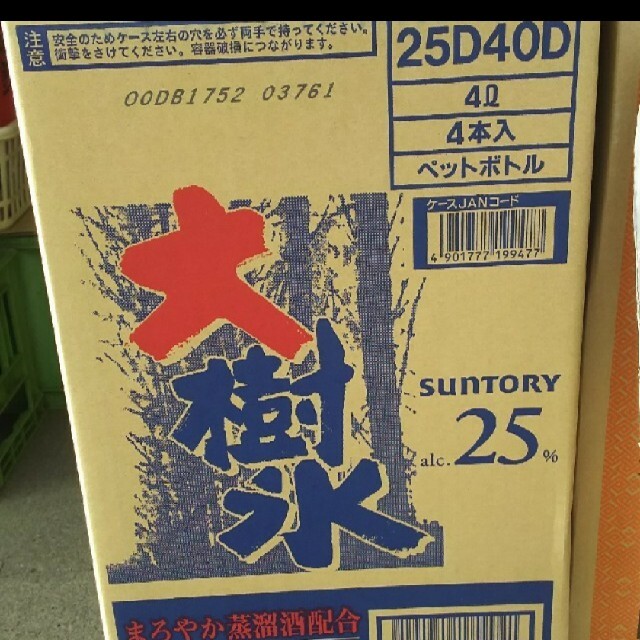 注意
安全のためケース左右の穴を必ず両手で持ってください。
衝撃をさけてください。容器破損につながります。
25D40D
00DB1752 03761
4ℓ
4本入
ペットボトル
ケースJANコード
4 901777 199477
大
樹
氷
SUNTORY
alc. 25%
まろやか蒸溜酒配合